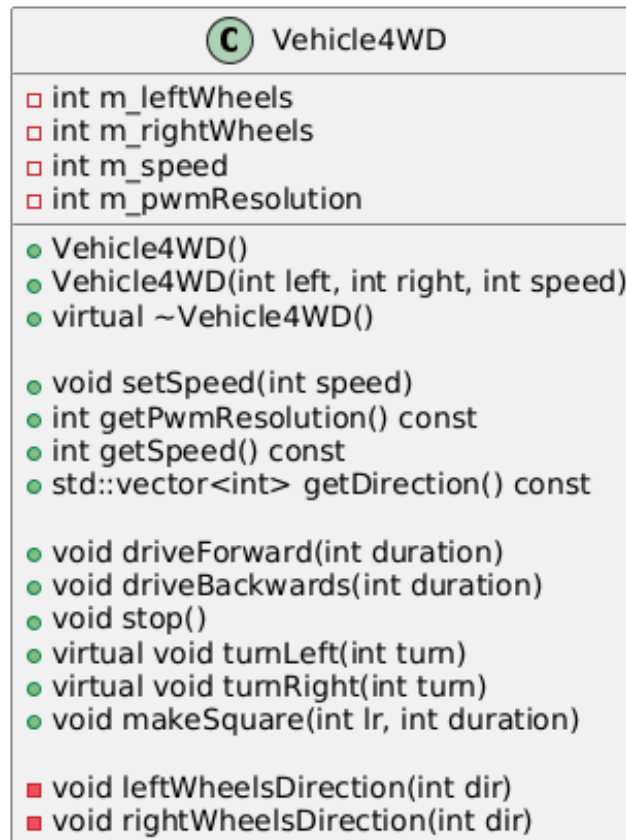 C Vehicle4WD
int m_leftWheels
int m_rightWheels
int m_speed
int m_pwmResolution
Vehicle4WD()
Vehicle4WD(int left, int right, int speed)
virtual ~Vehicle4WD()
void setSpeed(int speed)
int getPwmResolution() const
int getSpeed() const
std::vector<int> getDirection() const
void driveForward(int duration)
void driveBackwards(int duration)
void stop()
virtual void turnLeft(int turn)
virtual void turnRight(int turn)
void makeSquare(int lr, int duration)
void leftWheelsDirection(int dir)
void rightWheelsDirection(int dir)